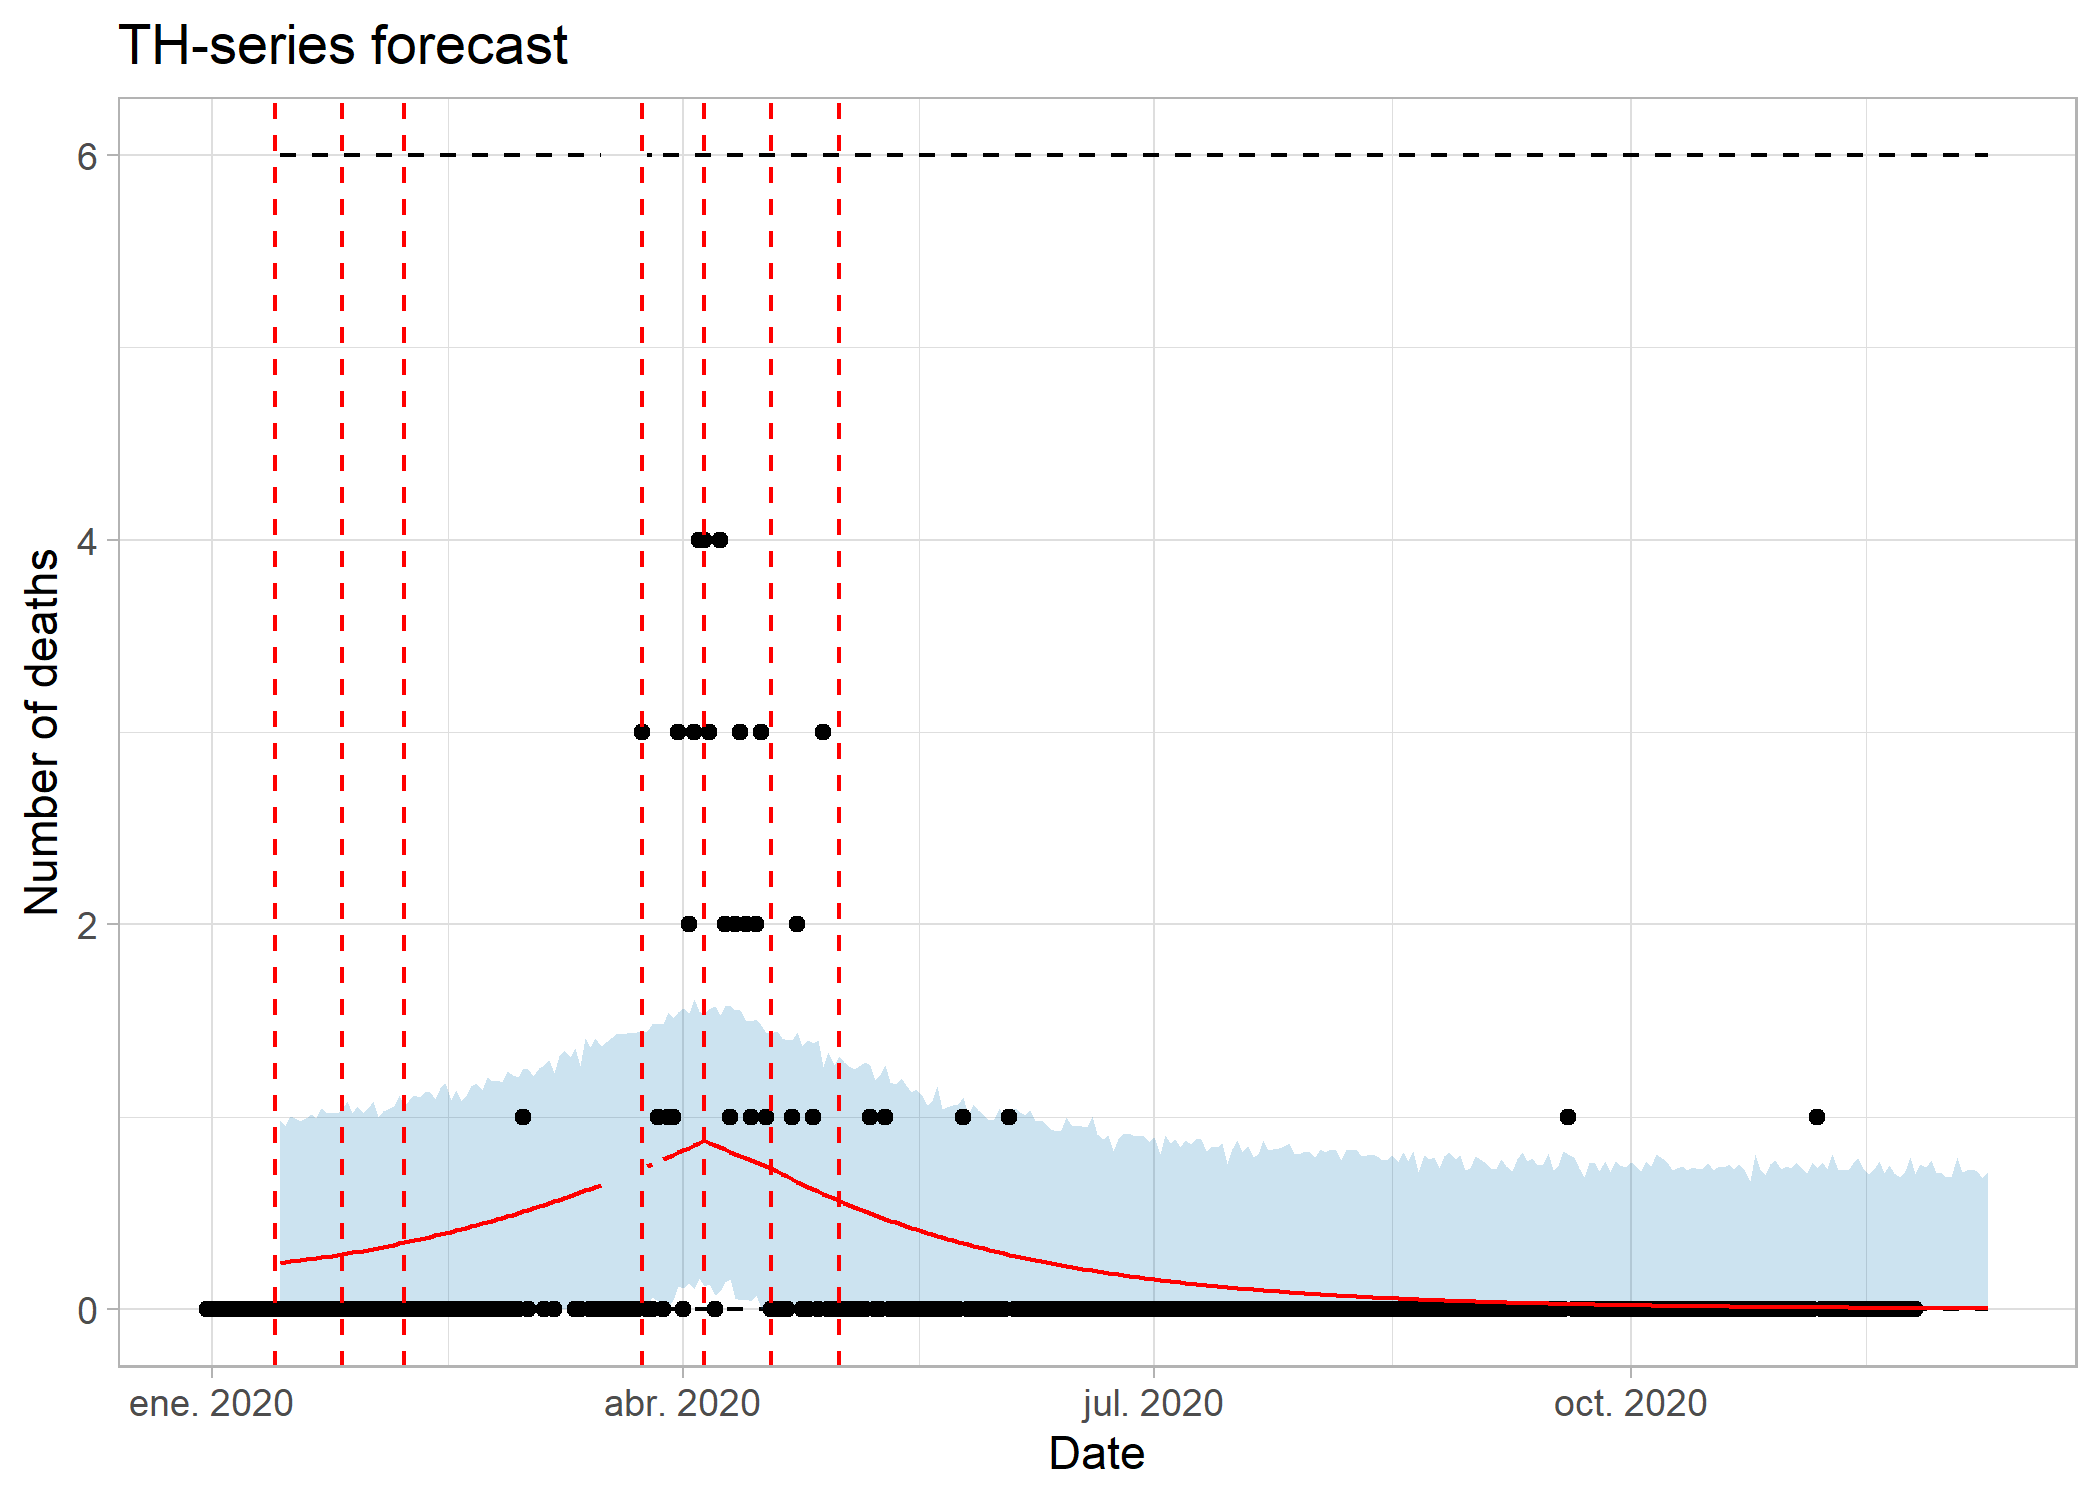 TH-series forecast
6
4
2
0
Number of deaths
ene. 2020
abr. 2020
jul. 2020
oct. 2020
Date